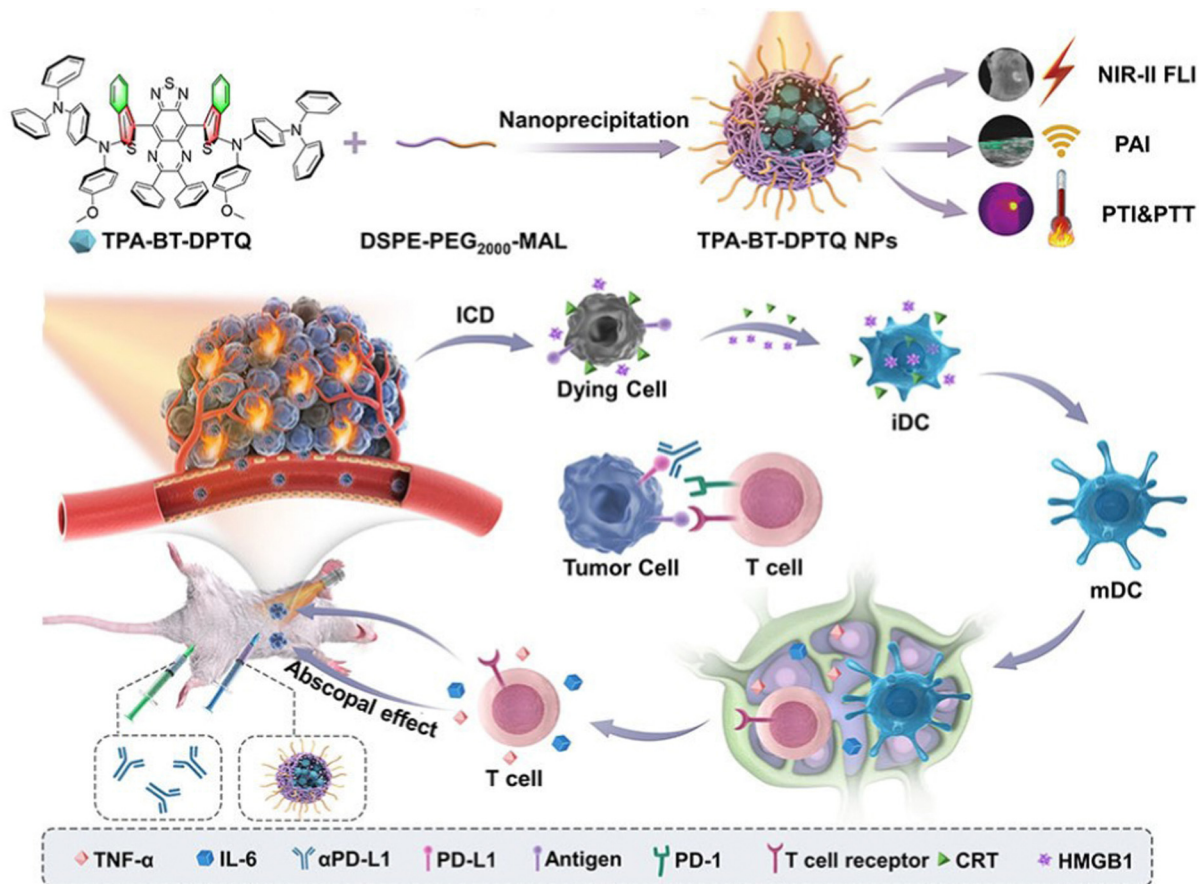 S
N N
N
N
S
N N
S
N
N
O
O
TPA-BT-DPTQ
+
DSPE-PEG2000-MAL
Nanoprecipitation
TPA-BT-DPTQ NPs
NIR-II FLI
PAI
PTI&PTT
ICD
Dying Cell
iDC
mDC
Tumor Cell
T cell
Abscopal effect
T cell
TNF-α
IL-6
αPD-L1
PD-L1
Antigen
PD-1
T cell receptor
CRT
HMGB1